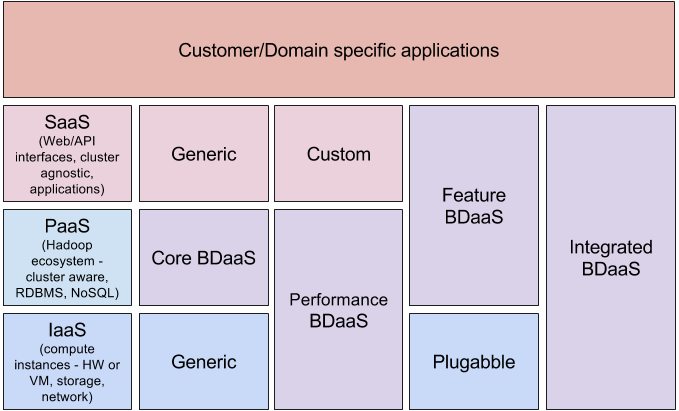 Customer/Domain specific applications
SaaS
(Web/API
interfaces, cluster
agnostic,
applications)
Generic
Custom
Feature
BDaaS
Integrated
BDaaS
PaaS
(Hadoop
ecosystem -
cluster aware,
RDBMS, NoSQL)
Core BDaaS
Performance
BDaaS
IaaS
(compute
instances - HW or
VM, storage,
network)
Generic
Plugabble